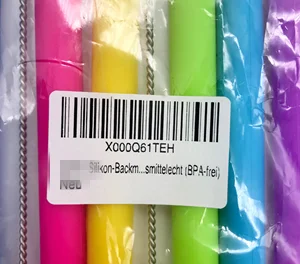 X000Q61TEH
Silikon-Backm...smittelecht (BPA-frei)
Neu